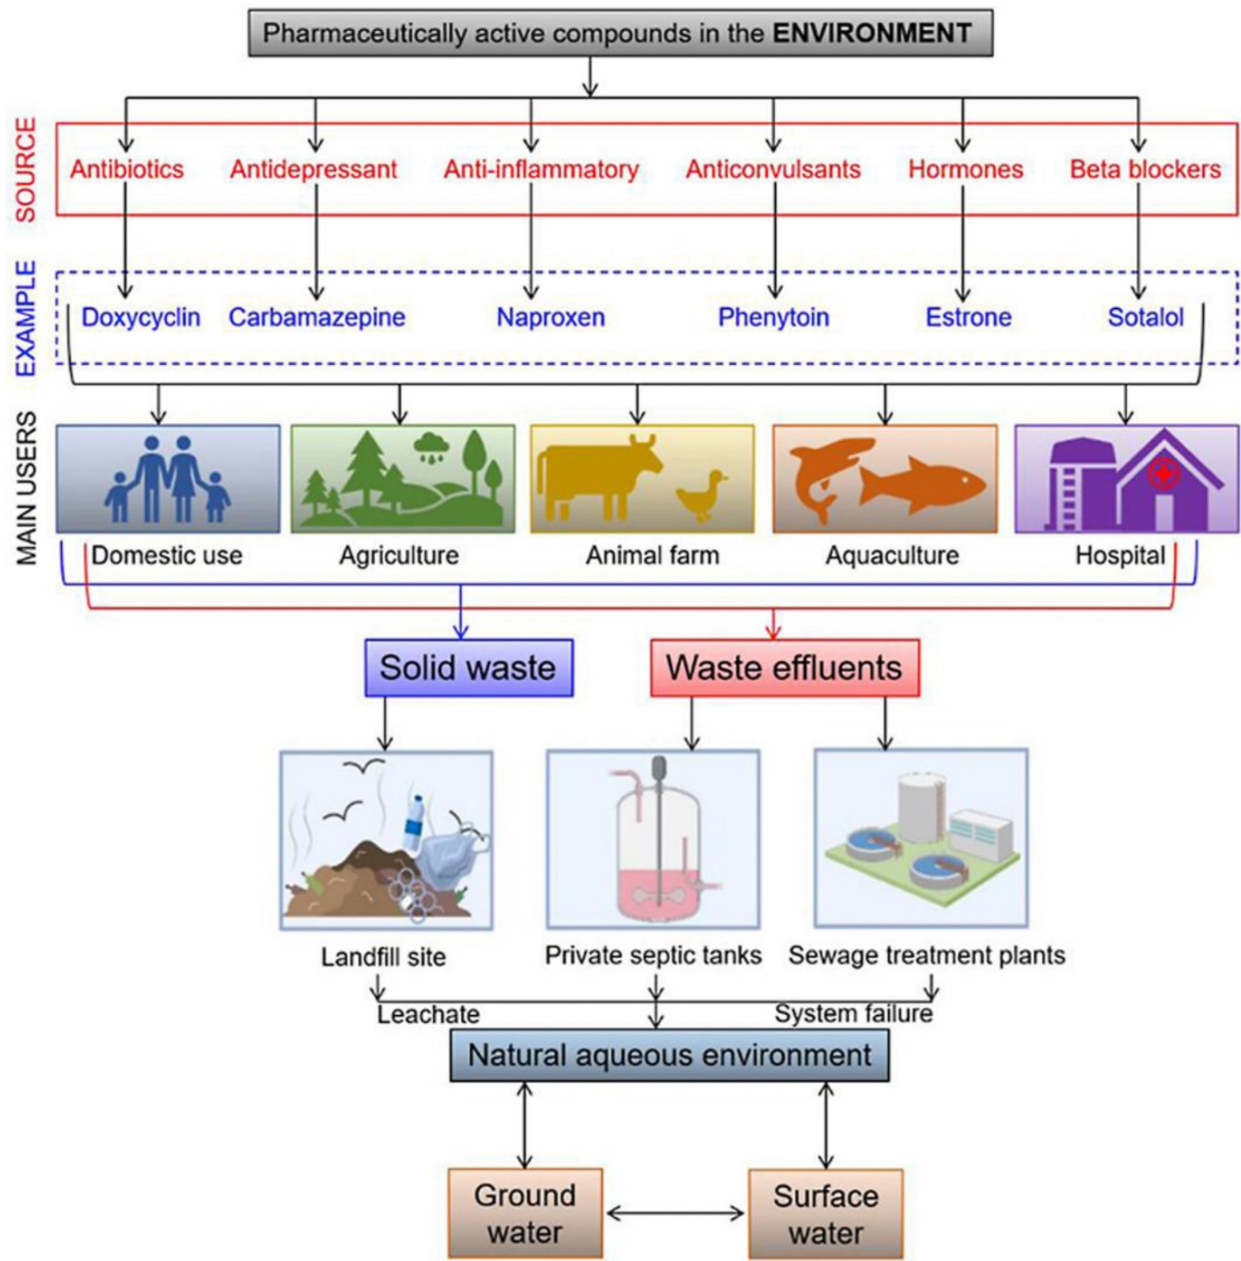 Pharmaceutically active compounds in the ENVIRONMENT
SOURCE
Antibiotics Antidepressant Anti-inflammatory Anticonvulsants Hormones Beta blockers
EXAMPLE
Doxycyclin Carbamazepine Naproxen Phenytoin Estrone Sotalol
MAIN USERS
Domestic use Agriculture Animal farm Aquaculture Hospital
Solid waste Waste effluents
Landfill site Private septic tanks Sewage treatment plants
Leachate System failure
Natural aqueous environment
Ground
water
Surface
water